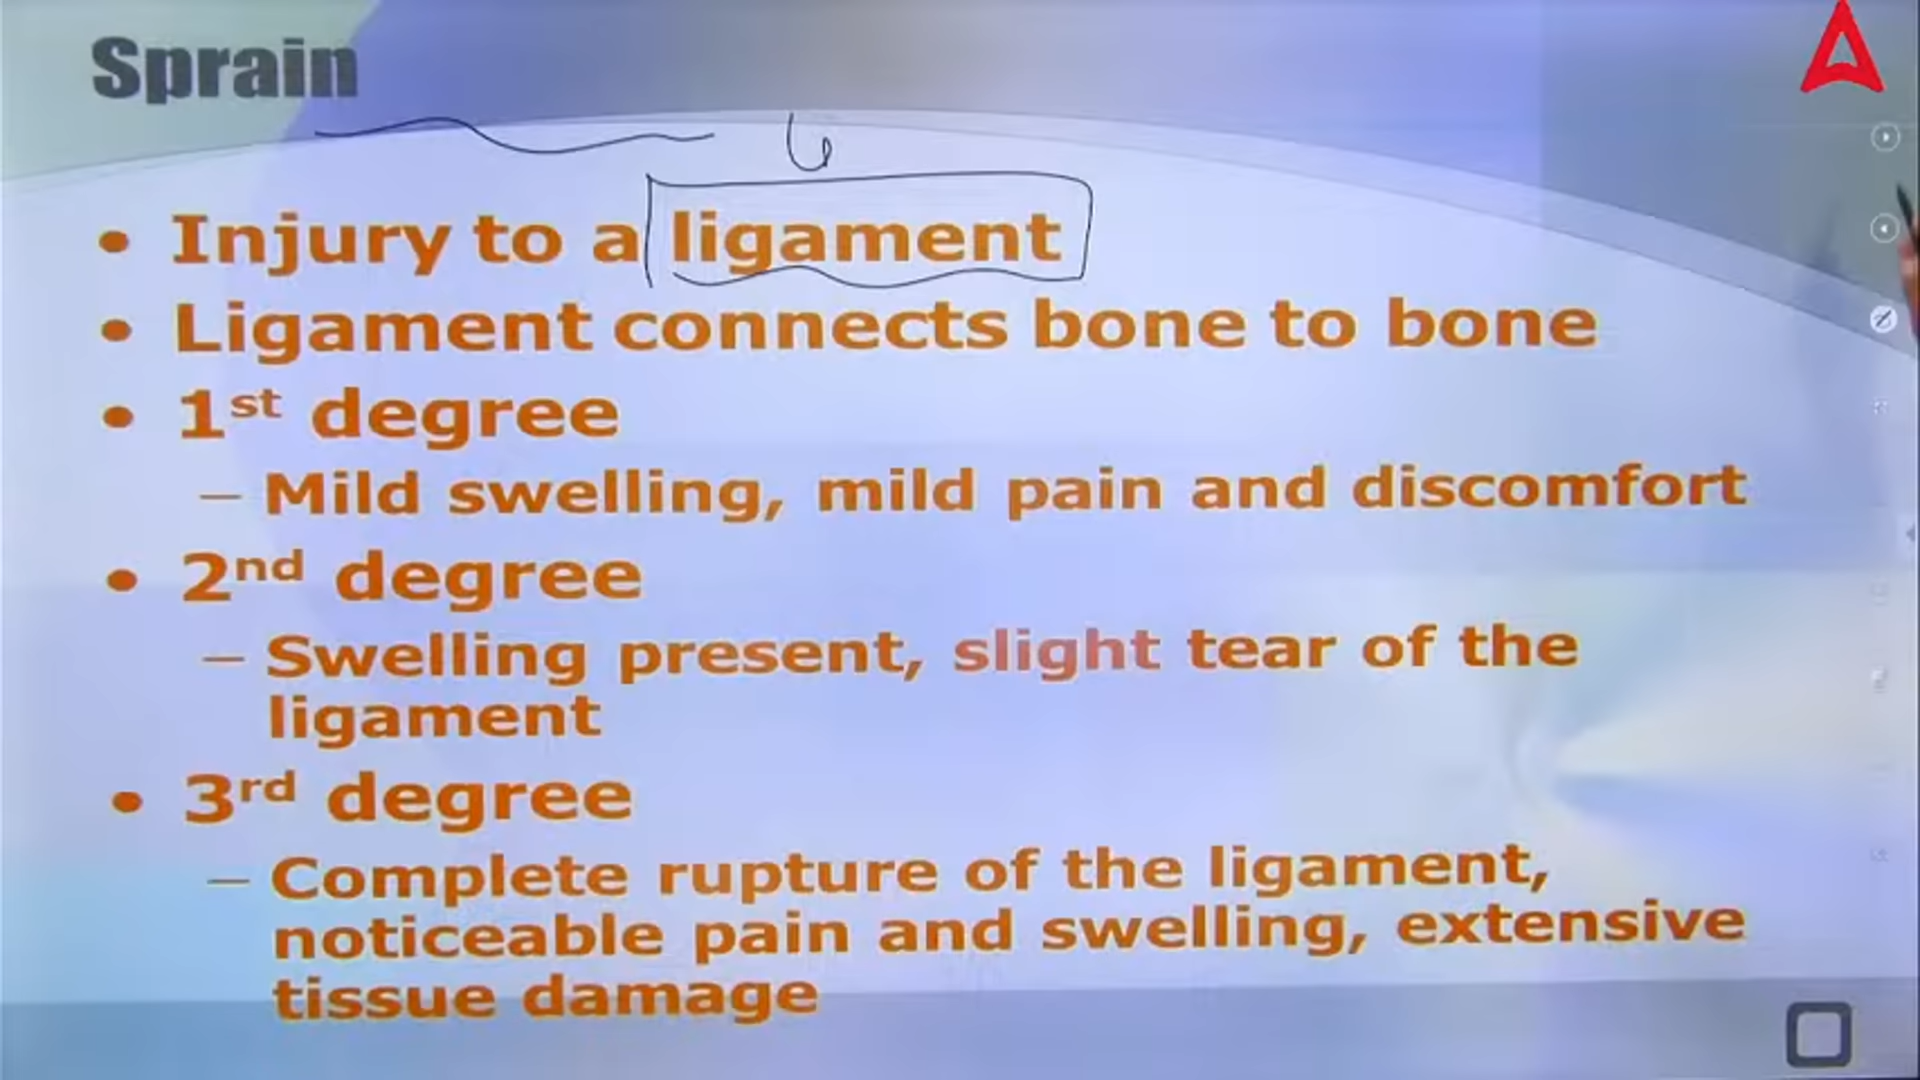 Sprain
• Injury to a ligament
• Ligament connects bone to bone
• 1st degree
– Mild swelling, mild pain and discomfort
• 2nd degree
– Swelling present, slight tear of the
ligament
• 3rd degree
– Complete rupture of the ligament,
noticeable pain and swelling, extensive
tissue damage